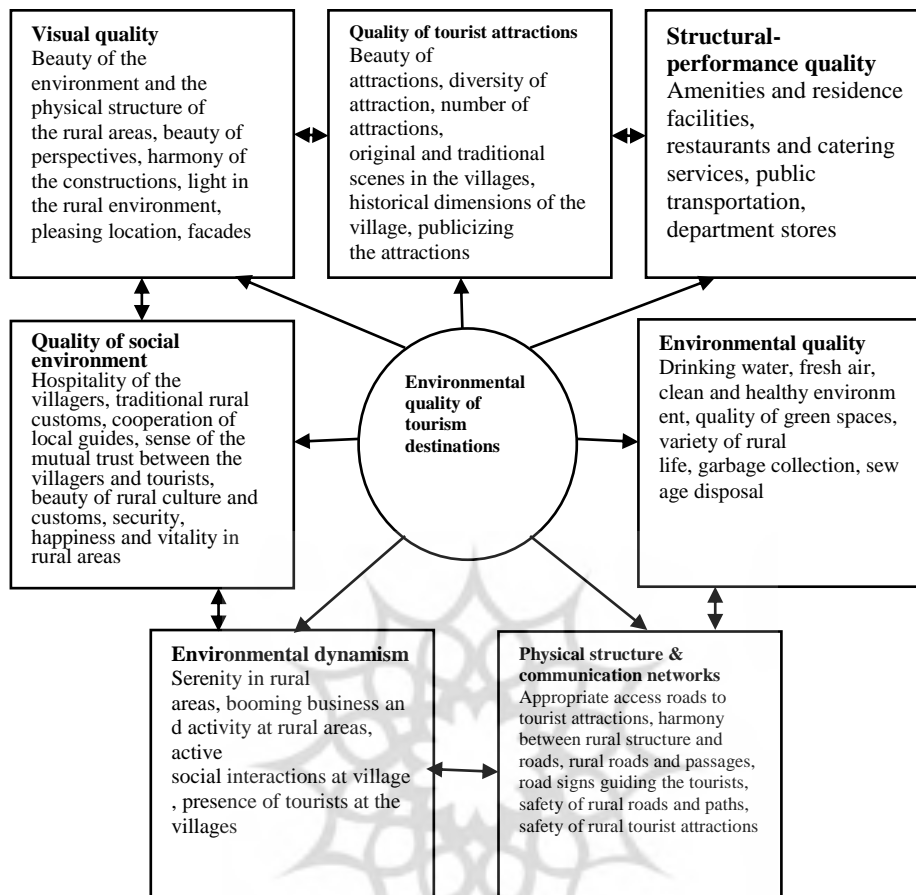 Visual quality
Beauty of the
environment and the
physical structure of
the rural areas, beauty of
perspectives, harmony of
the constructions, light in
the rural environment,
pleasing location, facades
Quality of tourist attractions
Beauty of
attractions, diversity of
attraction, number of
attractions,
original and traditional
scenes in the villages,
historical dimensions of the
village, publicizing
the attractions
Structural-
performance quality
Amenities and residence
facilities,
restaurants and catering
services, public
transportation,
department stores
Quality of social
environment
Hospitality of the
villagers, traditional rural
customs, cooperation of
local guides, sense of the
mutual trust between the
villagers and tourists,
beauty of rural culture and
customs, security,
happiness and vitality in
rural areas
Environmental
quality of
tourism
destinations
Environmental quality
Drinking water, fresh air,
clean and healthy environm
ent, quality of green spaces,
variety of rural
life, garbage collection, sew
age disposal
Environmental dynamism
Serenity in rural
areas, booming business an
d activity at rural areas,
active
social interactions at village
, presence of tourists at the
villages
Physical structure &
communication networks
Appropriate access roads to
tourist attractions, harmony
between rural structure and
roads, rural roads and passages,
road signs guiding the tourists,
safety of rural roads and paths,
safety of rural tourist attractions